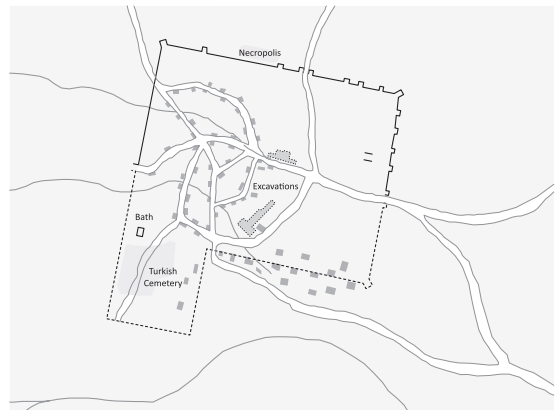 Necropolis
Excavations
Bath
Turkish
Cemetery